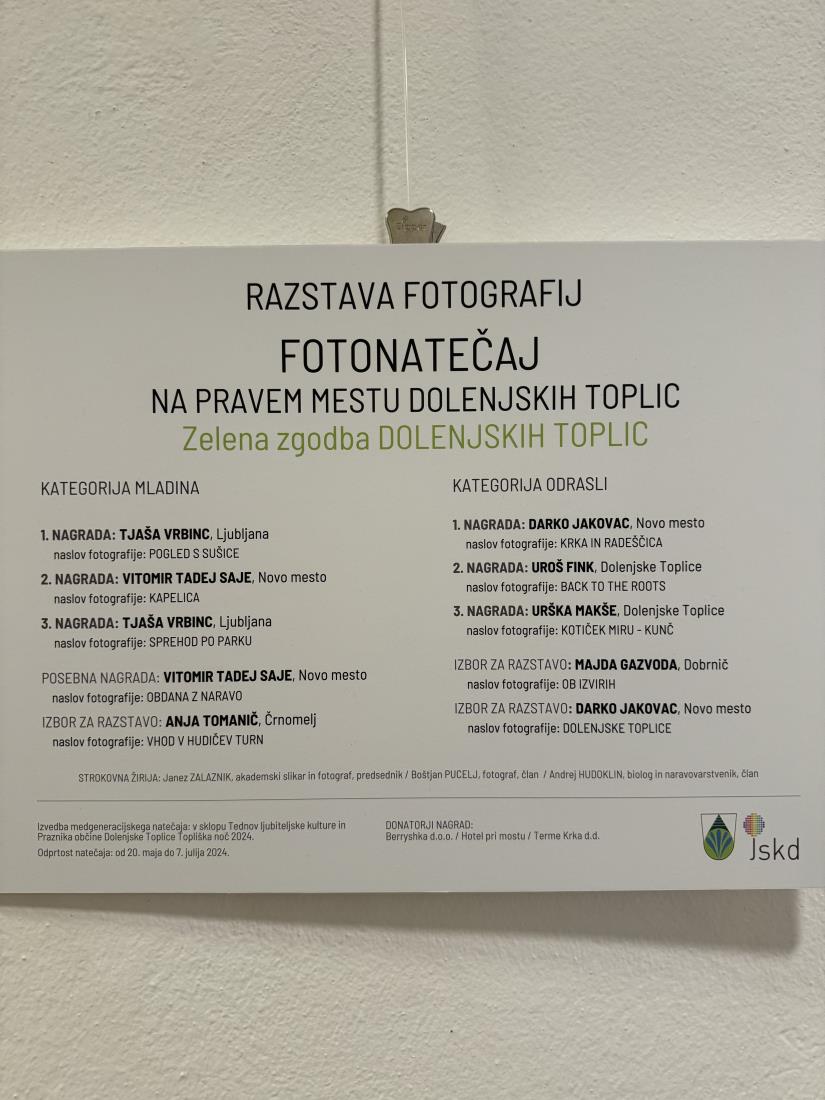 RAZSTAVA FOTOGRAFIJ
FOTONATEČAJ
NA PRAVEM MESTU DOLENJSKIH TOPLIC
Zelena zgodba DOLENJSKIH TOPLIC
KATEGORIJA MLADINA
1. NAGRADA: TJAŠA VRBINC, Ljubljana
naslov fotografije: POGLED S SUŠICE
2. NAGRADA: VITOMIR TADEJ SAJE, Novo mesto
naslov fotografije: KAPELICA
3. NAGRADA: TJAŠA VRBINC, Ljubljana
naslov fotografije: SPREHOD PO PARKU
POSEBNA NAGRADA: VITOMIR TADEJ SAJE, Novo mesto
naslov fotografije: OBDANA Z NARAVO
IZBOR ZA RAZSTAVO: ANJA TOMANIČ, Črnomelj
naslov fotografije: VHOD V HUDIČEV TURN
KATEGORIJA ODRASLI
1. NAGRADA: DARKO JAKOVAC, Novo mesto
naslov fotografije: KRKA IN RADEŠČICA
2. NAGRADA: UROŠ FINK, Dolenjske Toplice
naslov fotografije: BACK TO THE ROOTS
3. NAGRADA: URŠKA MAKŠE, Dolenjske Toplice
naslov fotografije: KOTIČEK MIRU - KUNČ
IZBOR ZA RAZSTAVO: MAJDA GAZVODA, Dobrnič
naslov fotografije: OB IZVIRIH
IZBOR ZA RAZSTAVO: DARKO JAKOVAC, Novo mesto
naslov fotografije: DOLENJSKE TOPLICE
STROKOVNA ŽIRIJA: Janez ZALAZNIK, akademski slikar in fotograf, predsednik / Boštjan PUCELJ, fotograf, član / Andrej HUDOKLIN, biolog in naravovarstvenik, član
Izvedba medgeneracijskega natečaja: v sklopu Tednov ljubiteljske kulture in
Praznika občine Dolenjske Toplice Topliška noč 2024.
Odprtost natečaja: od 20. maja do 7. julija 2024.
DONATORJI NAGRAD:
Berryshka d.o.o. / Hotel pri mostu / Terme Krka d.d.
Jskd